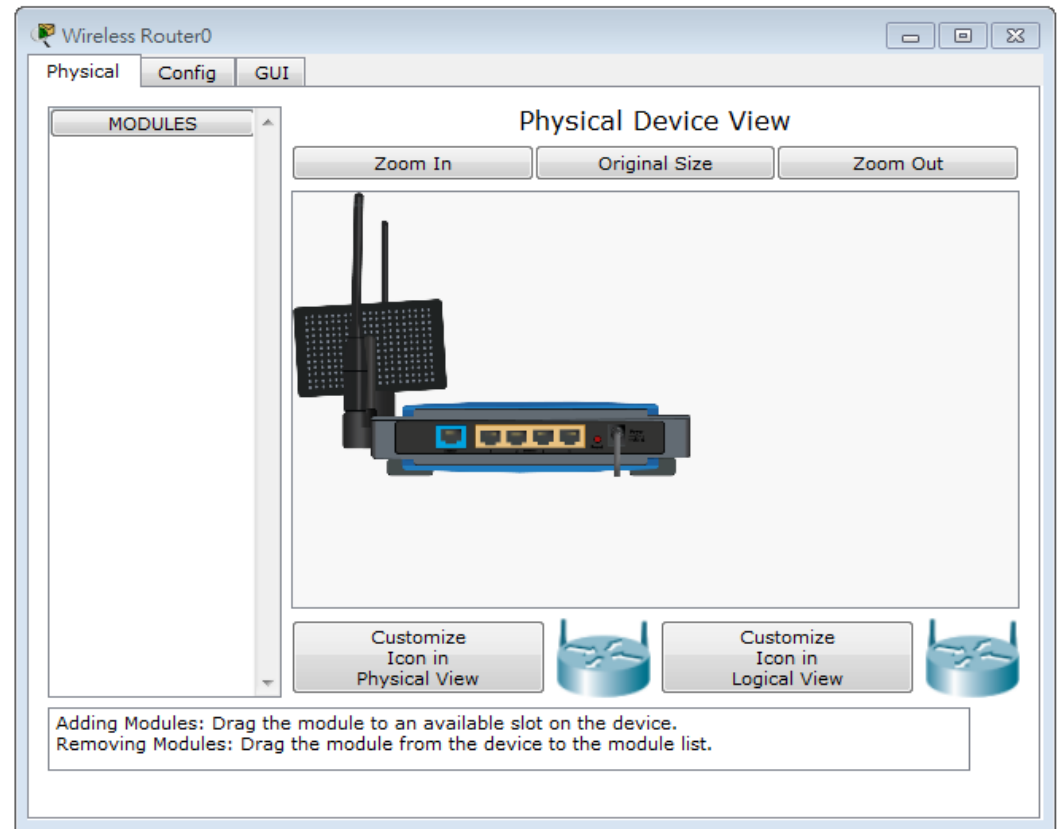 Wireless Router0
Physical Config GUI
MODULES
Physical Device View
Zoom In Original Size Zoom Out
Customize
Icon in
Physical View
Customize
Icon in
Logical View
Adding Modules: Drag the module to an available slot on the device.
Removing Modules: Drag the module from the device to the module list.